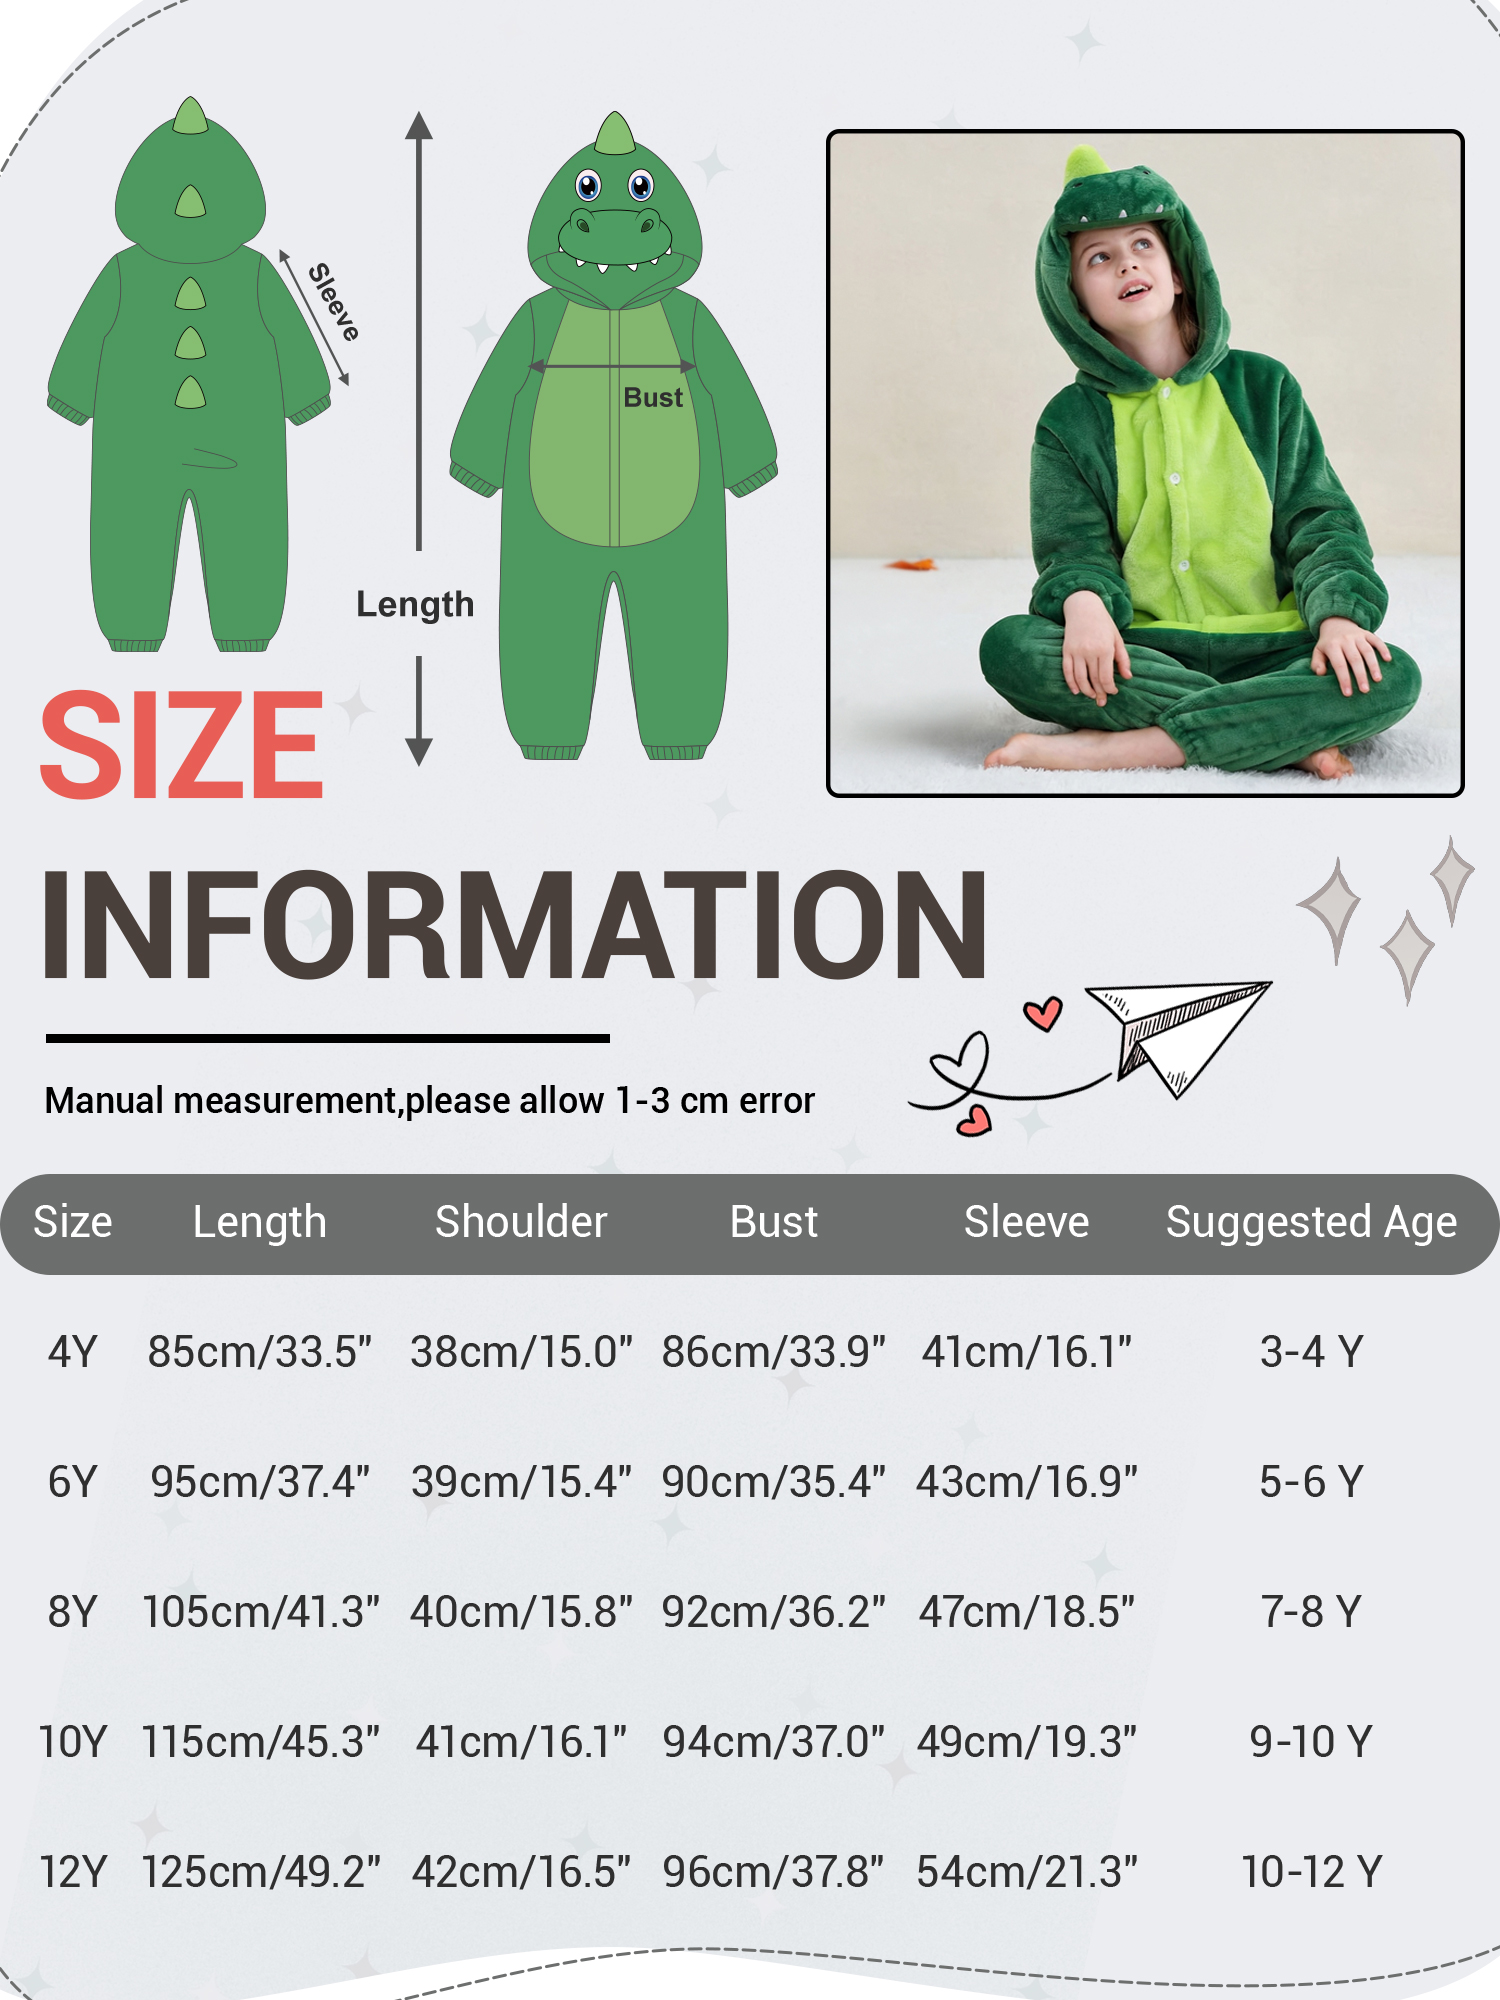 Sleeve
Bust
Length
SIZE
INFORMATION
Manual measurement,please allow 1-3 cm error
Size Length Shoulder Bust Sleeve Suggested Age
4Y 85cm/33.5" 38cm/15.0" 86cm/33.9" 41cm/16.1" 3-4 Y
6Y 95cm/37.4" 39cm/15.4" 90cm/35.4" 43cm/16.9" 5-6 Y
8Y 105cm/41.3" 40cm/15.8" 92cm/36.2" 47cm/18.5" 7-8 Y
10Y 115cm/45.3" 41cm/16.1" 94cm/37.0" 49cm/19.3" 9-10 Y
12Y 125cm/49.2" 42cm/16.5" 96cm/37.8" 54cm/21.3" 10-12 Y